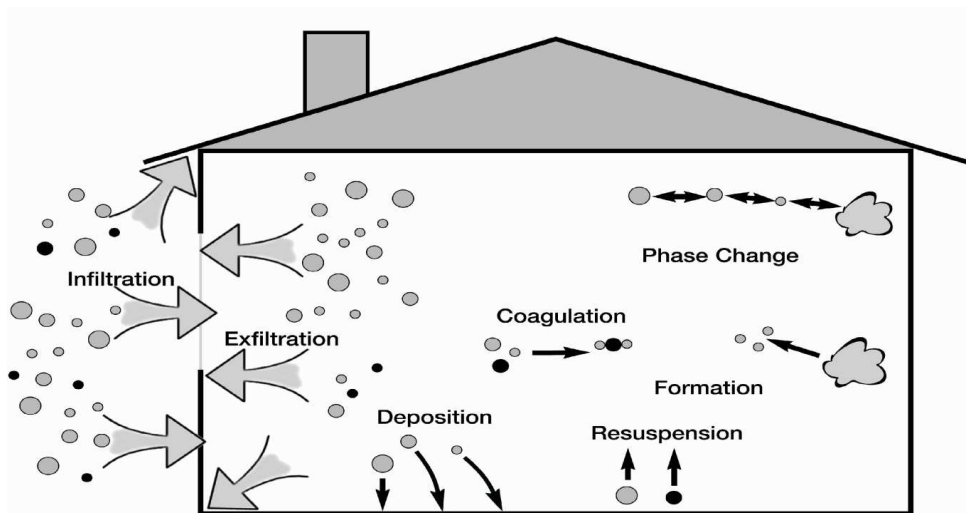 Phase Change
Infiltration
Coagulation
Exfiltration
Formation
Deposition
Resuspension